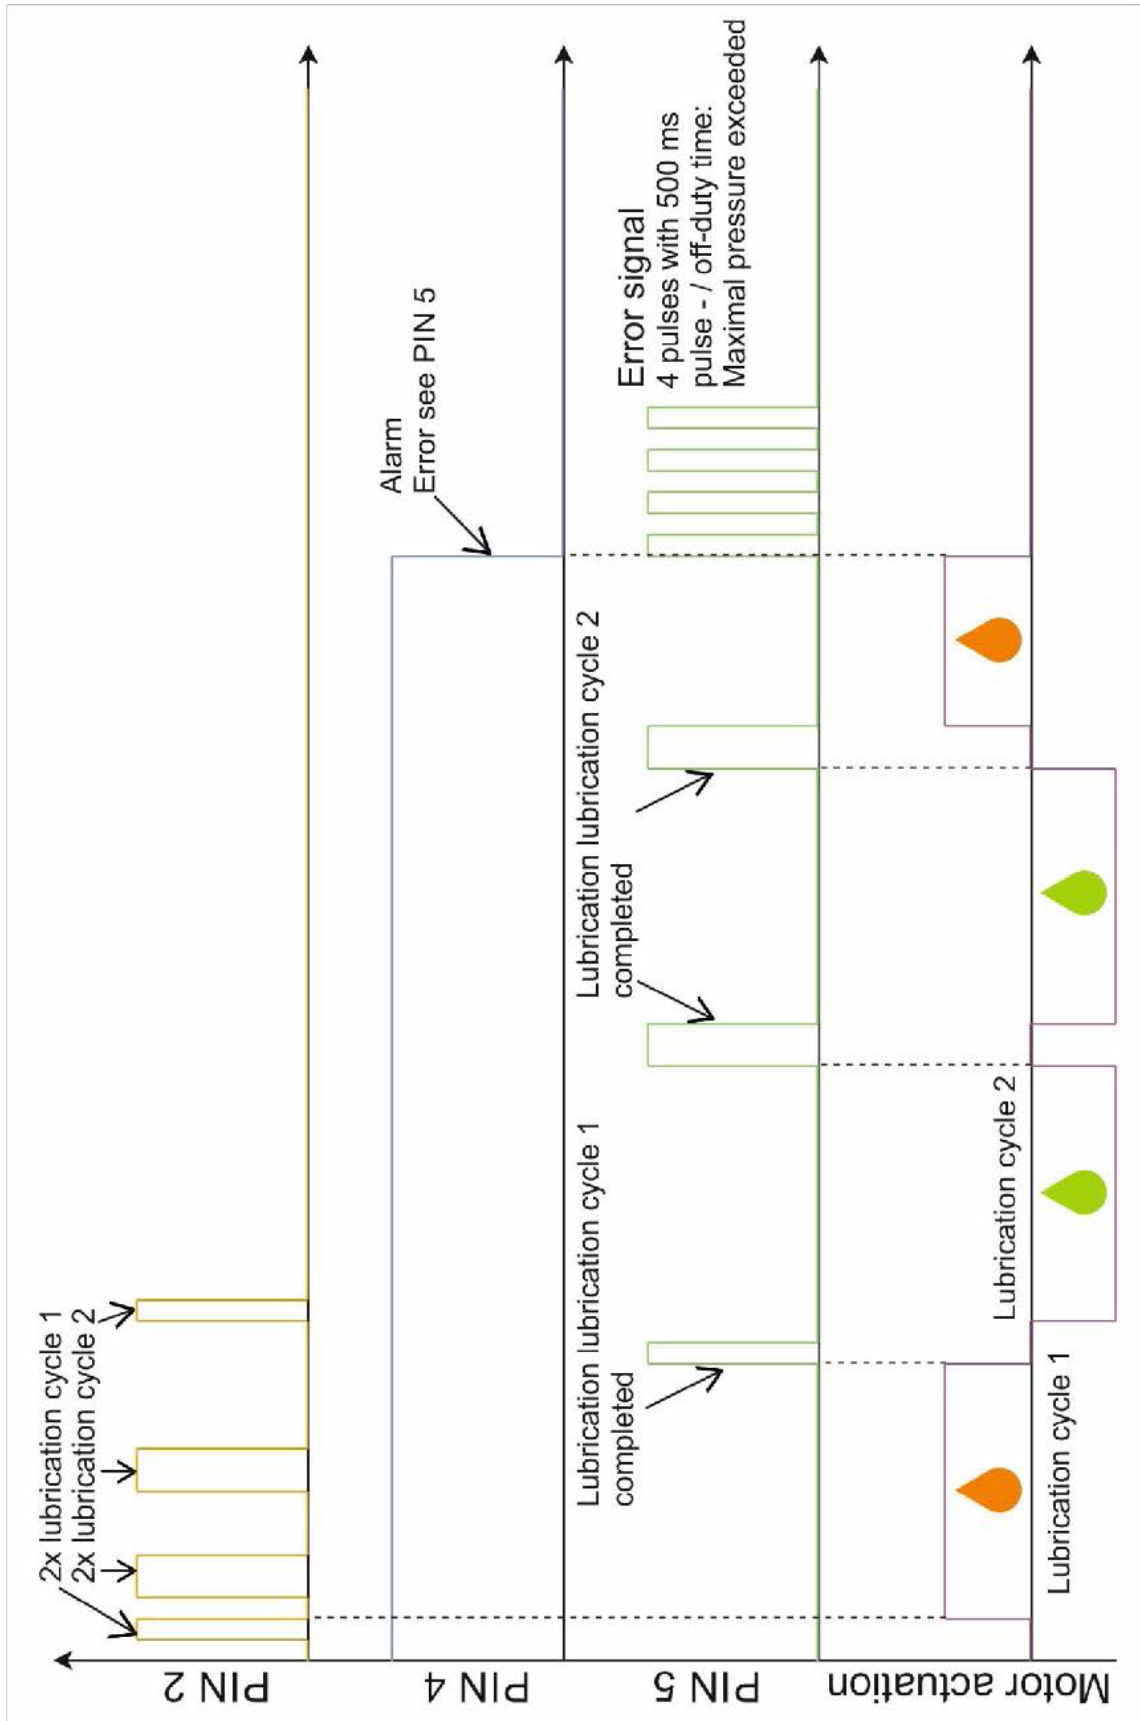 PIN 2
2x lubrication cycle 1
2x lubrication cycle 2
PIN 4
Alarm
Error see PIN 5
PIN 5
Lubrication lubrication cycle 1
completed
Lubrication lubrication cycle 2
completed
Error signal
4 pulses with 500 ms
pulse - / off-duty time:
Maximal pressure exceeded
Motor actuation
Lubrication cycle 1
Lubrication cycle 2